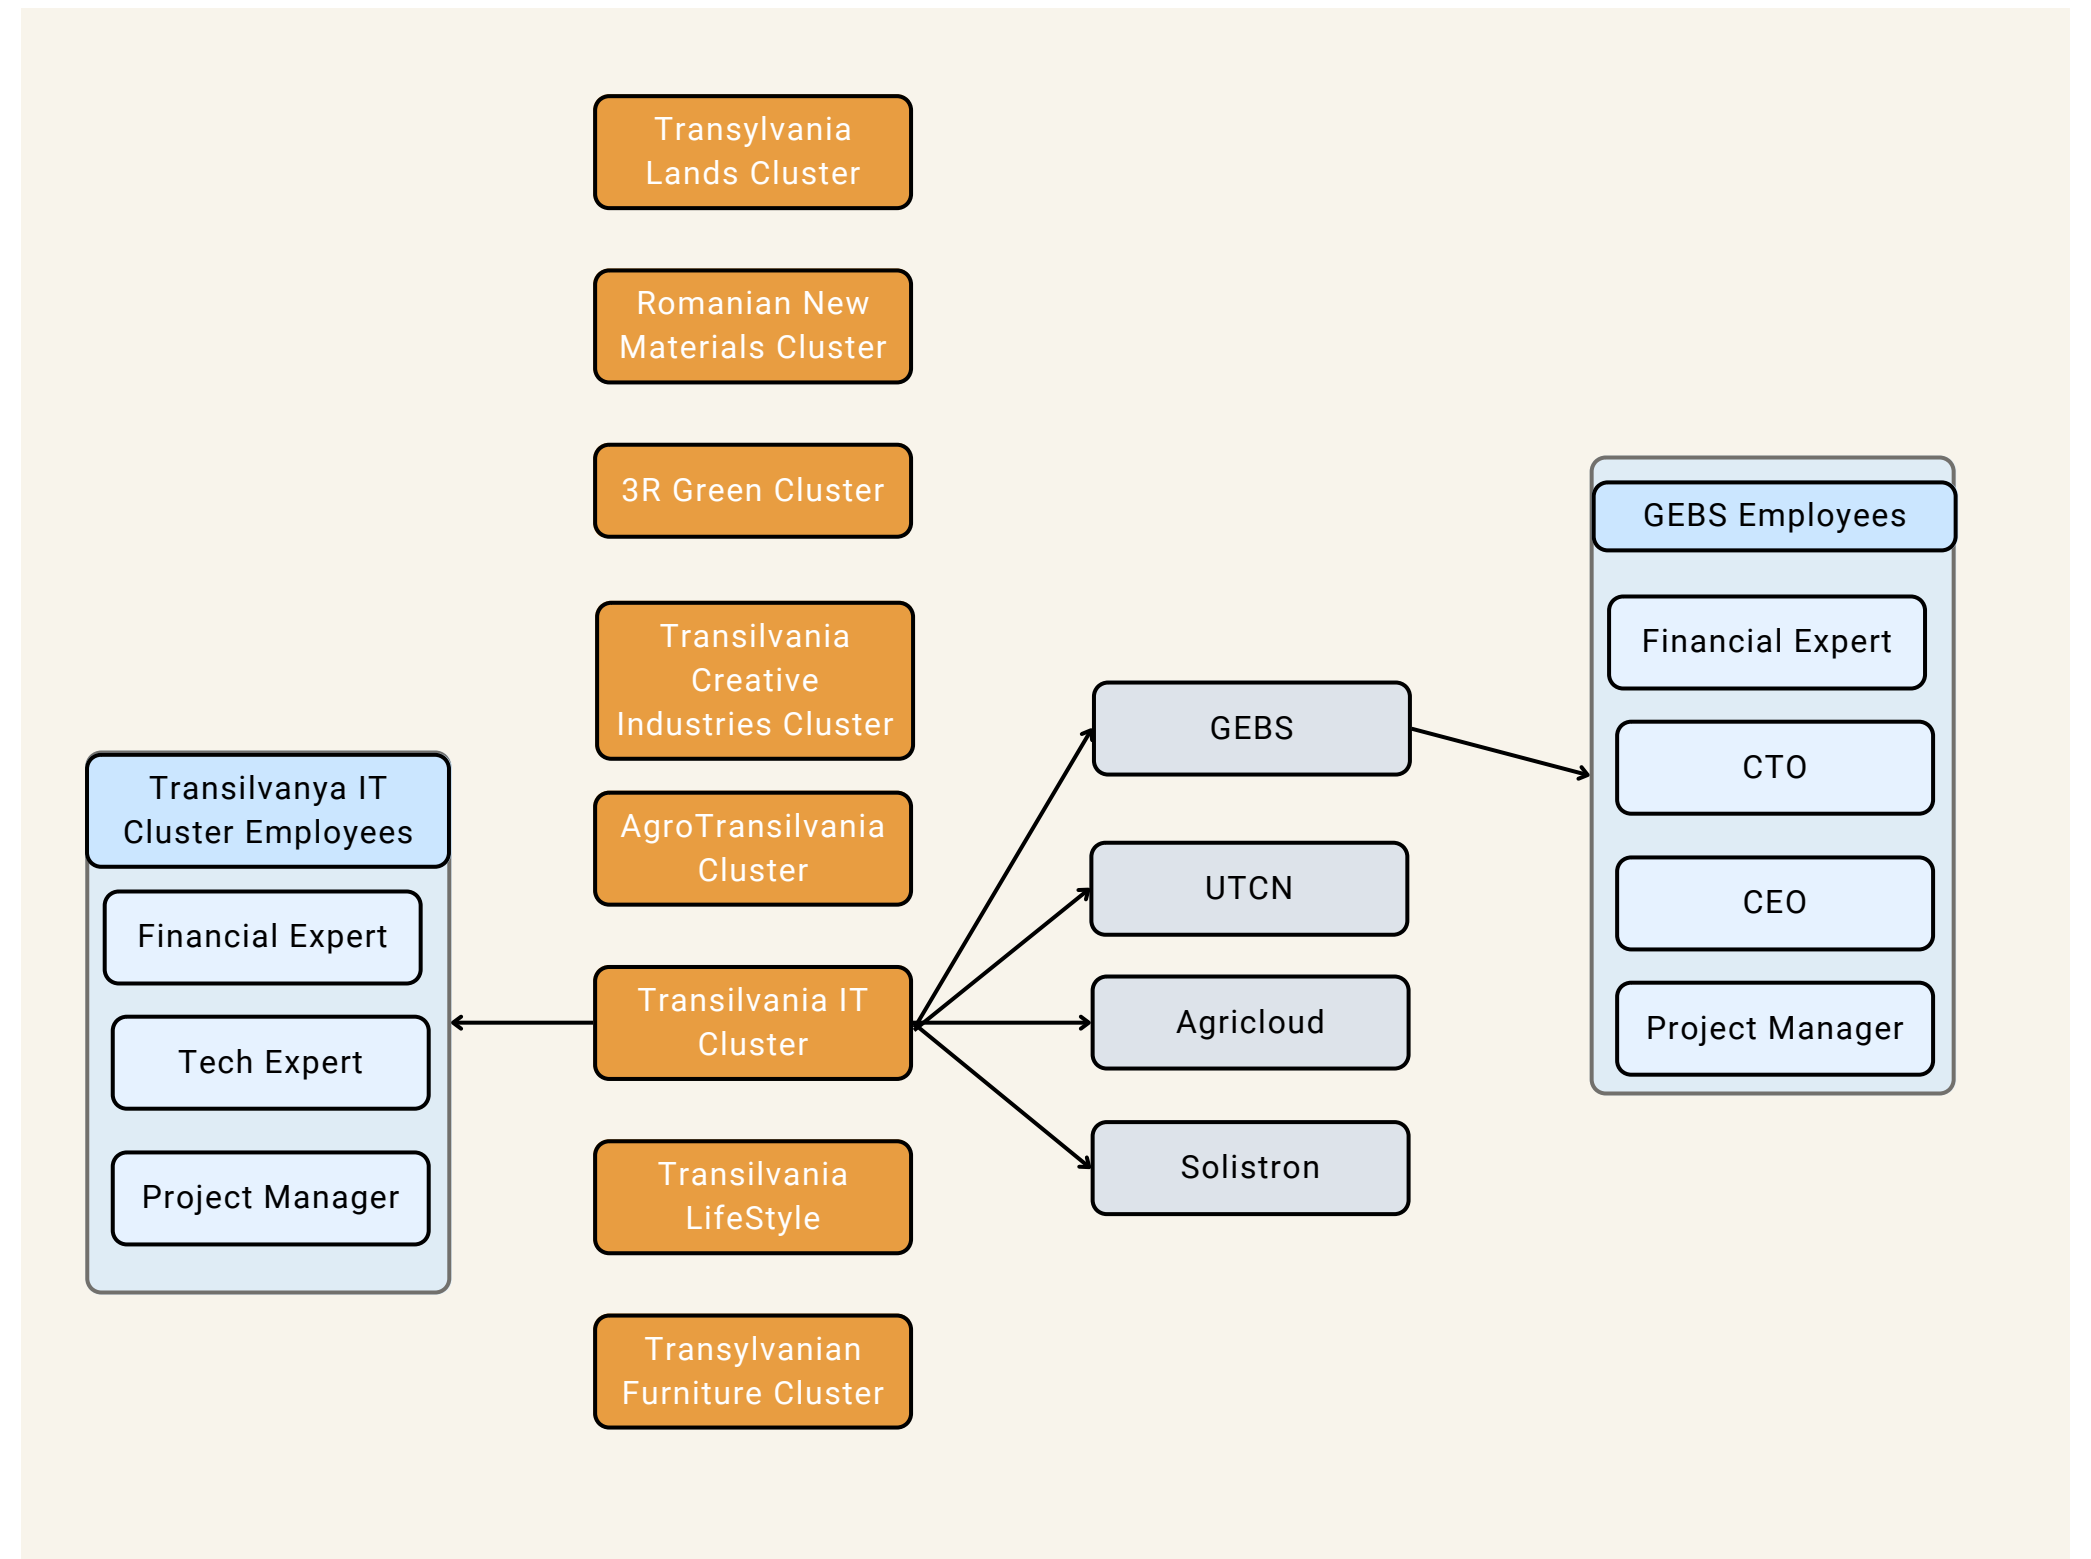 Transylvania
Lands Cluster
Romanian New
Materials Cluster
3R Green Cluster
Transilvania
Creative
Industries Cluster
AgroTransilvania
Cluster
Transilvania IT
Cluster
Transilvania
LifeStyle
Transylvanian
Furniture Cluster
Transilvanya IT
Cluster Employees
Financial Expert
Tech Expert
Project Manager
GEBS
UTCN
Agricloud
Solistron
GEBS Employees
Financial Expert
CTO
CEO
Project Manager